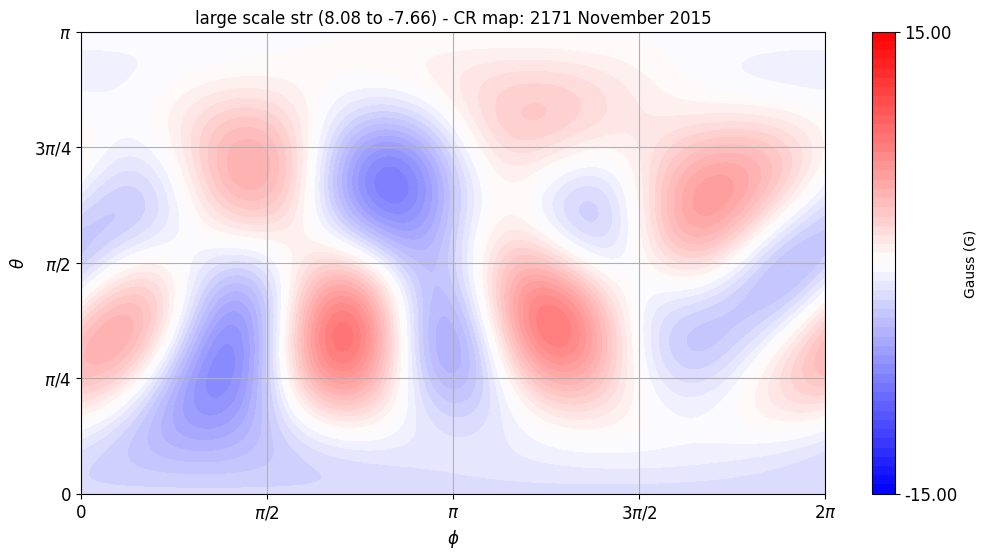 large scale str (8.08 to -7.66) - CR map: 2171 November 2015
π
3π/4
π/2
π/4
0
θ
0
π/2
π
3π/2
2π
ϕ
15.00
-15.00
Gauss (G)